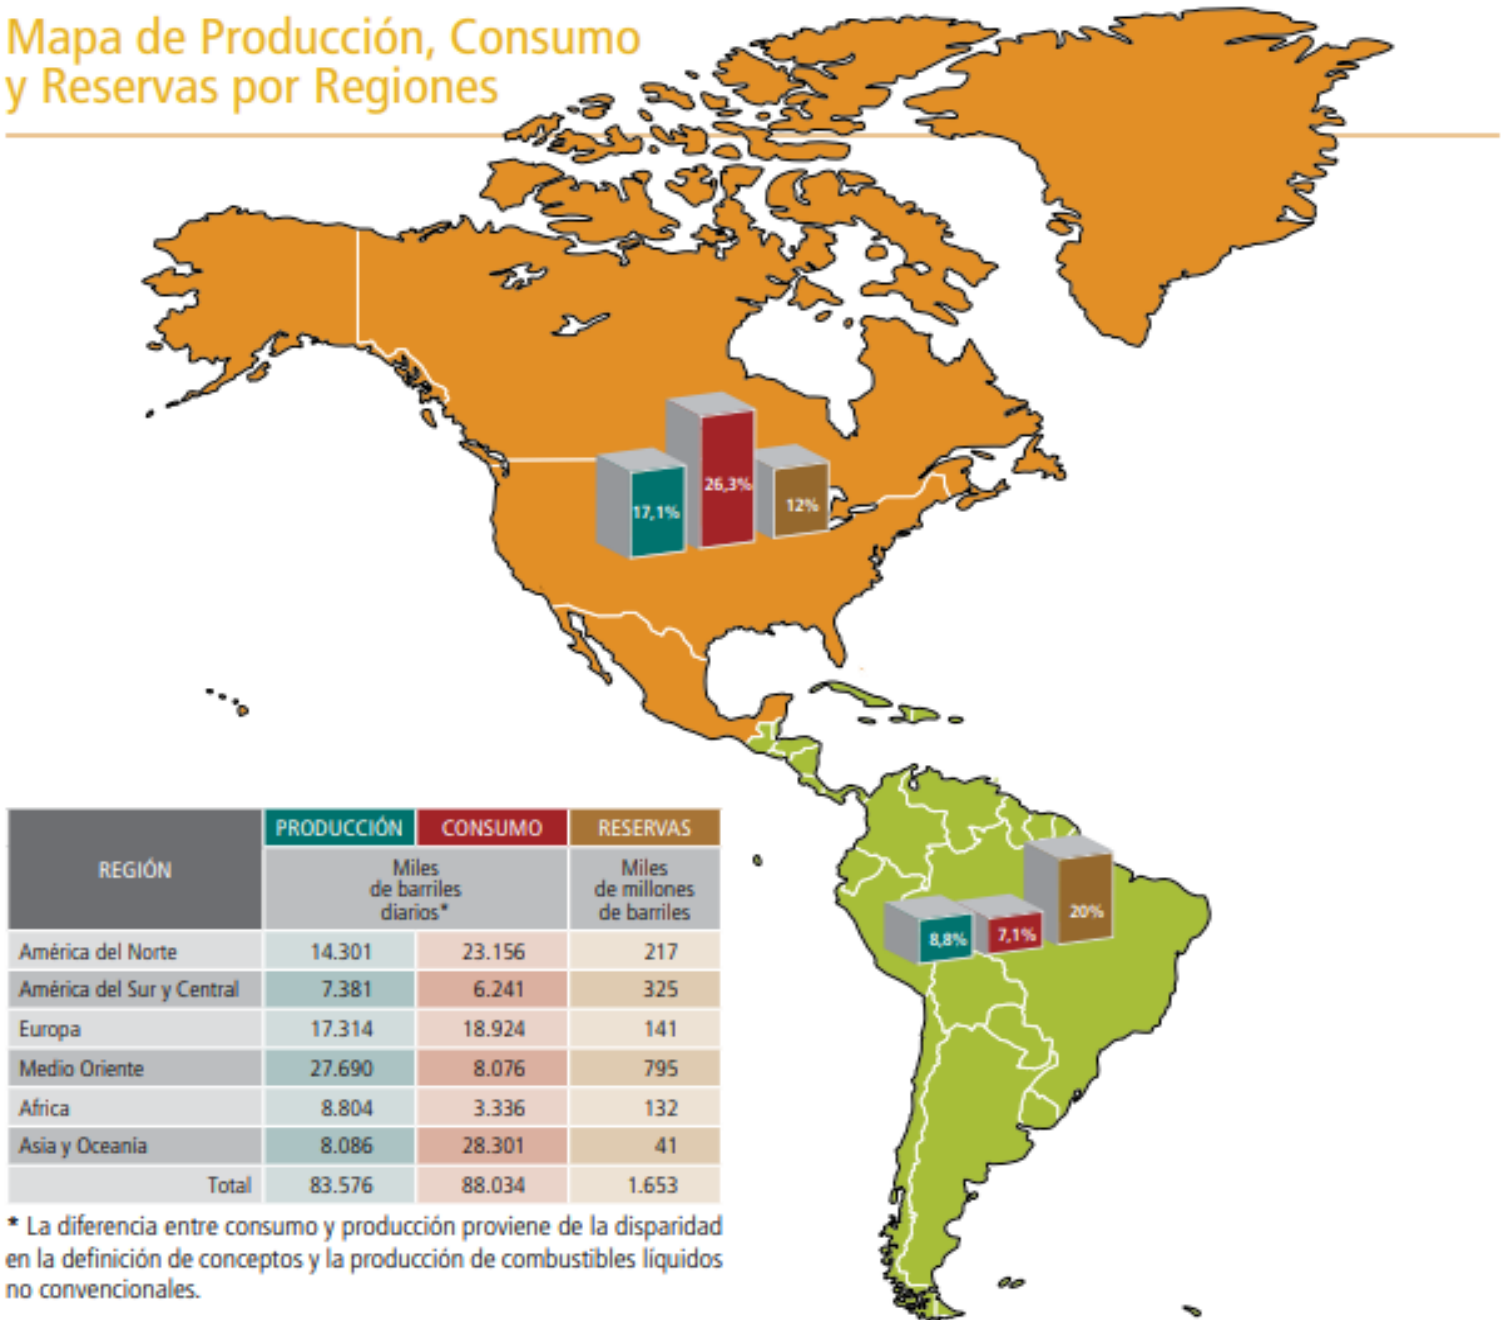 Mapa de Producción, Consumo
y Reservas por Regiones
17,1%
26,3%
12%
8,8%
7,1%
20%
REGIÓN PRODUCCIÓN CONSUMO RESERVAS
Miles
de barriles
diarios*
Miles
de millones
de barriles
América del Norte 14.301 23.156 217
América del Sur y Central 7.381 6.241 325
Europa 17.314 18.924 141
Medio Oriente 27.690 8.076 795
Africa 8.804 3.336 132
Asia y Oceanía 8.086 28.301 41
Total 83.576 88.034 1.653
* La diferencia entre consumo y producción proviene de la disparidad
en la definición de conceptos y la producción de combustibles líquidos
no convencionales.